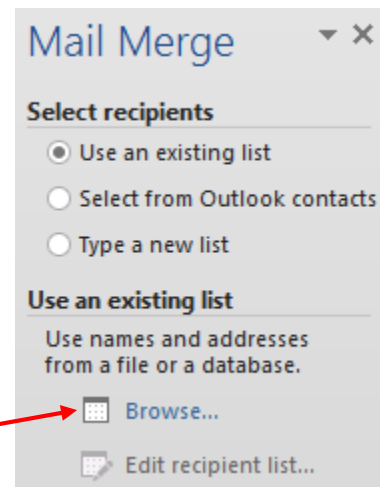 Mail Merge
Select recipients
Use an existing list
Select from Outlook contacts
Type a new list
Use an existing list
Use names and addresses
from a file or a database.
Browse...
Edit recipient list...